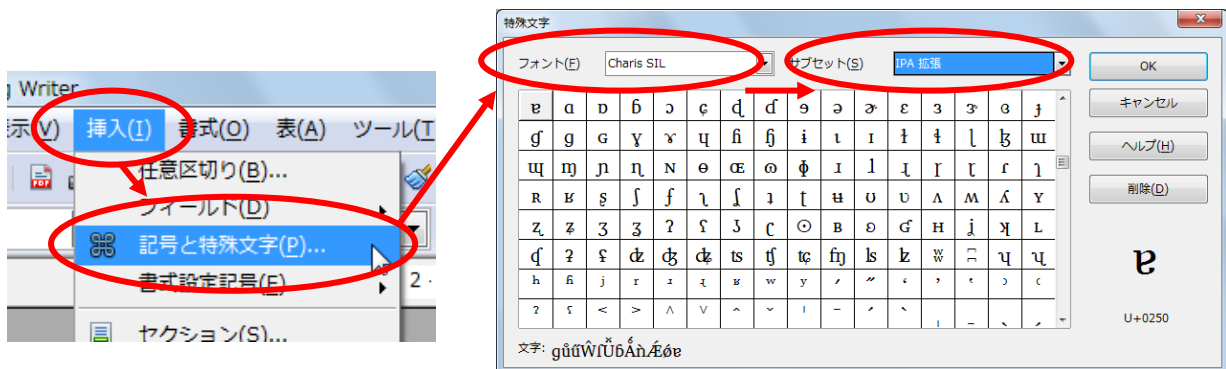 g Writer
示(V) 挿入(I) 書式(O) 表(A) ツール(T
任意区切り(B)...
フィールド(D)
記号と特殊文字(P)...
書式設定記号(F)
2
セクション(S)...
特殊文字
フォント(F) Charis SIL サブセット(S) IPA 拡張
OK
キャンセル
ヘルプ(H)
削除(D)
ɐ ɑ ɒ ɓ ɔ ɕ ɖ ɗ ɘ ə ɚ ɛ ɜ ɝ ɞ ɟ
ɠ ɡ ɢ ɣ ɤ ɥ ɦ ɧ ɨ ɩ ɪ ɫ ɬ ɭ ɮ ɯ
ɰ ɱ ɲ ɳ ɴ ɵ ɶ ɷ ɸ ɹ ɺ ɻ ɼ ɽ ɾ ɿ
ʀ ʁ ʂ ʃ ʄ ʅ ʆ ʇ ʈ ʉ ʊ ʋ ʌ ʍ ʎ ʏ
ʐ ʑ ʒ ʓ ʔ ʕ ʖ ʗ ʘ ʙ ʚ ʛ ʜ ʝ ʞ ʟ
ʠ ʡ ʢ ʣ ʤ ʥ ʦ ʧ ʨ ʩ ʪ ʫ ʬ ʭ ʮ ʯ
ʰ ʱ ʲ ʳ ʴ ʵ ʶ ʷ ʸ ʹ ʺ ʻ ʼ ʽ ʾ ʿ
ˀ ˁ ˂ ˃ ˄ ˅ ˆ ˇ ˈ ˉ ˊ ˋ ˌ ˍ ˎ ˏ
ɐ
U+0250
文字: